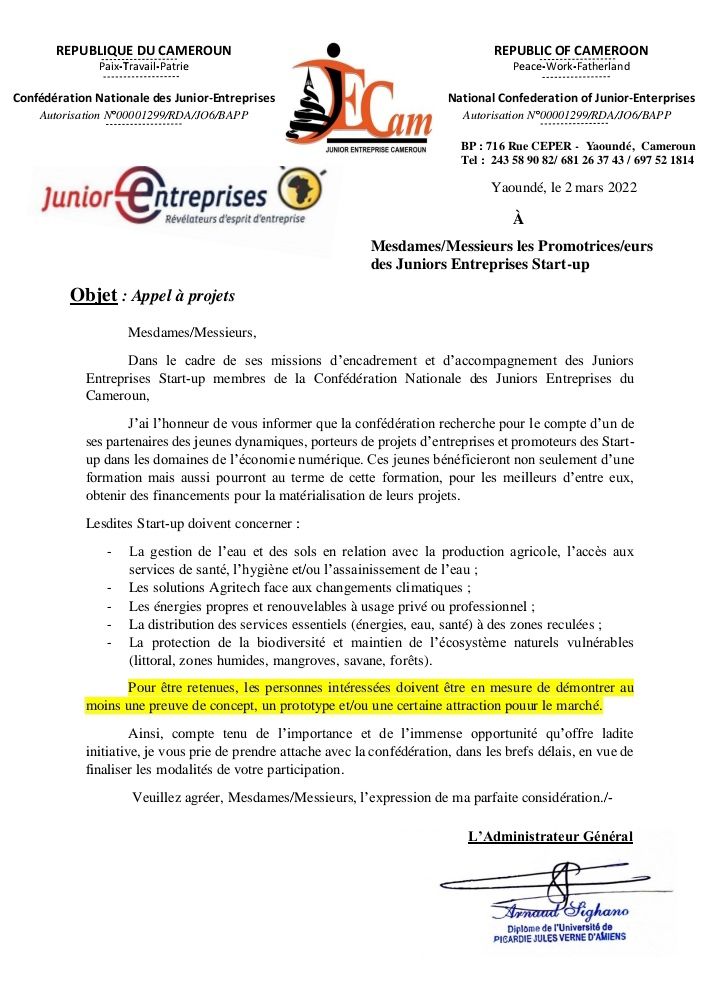 REPUBLIQUE DU CAMEROUN
Paix-Travail-Patrie
Confédération Nationale des Junior-Entreprises
Autorisation N°00001299/RDA/JO6/BAPP
JECam
JUNIOR ENTREPRISE CAMEROUN
REPUBLIC OF CAMEROON
Peace-Work-Fatherland
National Confederation of Junior-Enterprises
Autorisation N°00001299/RDA/JO6/BAPP
BP : 716 Rue CEPER - Yaoundé, Cameroun
Tel : 243 58 90 82/ 681 26 37 43 / 697 52 1814
Junior entreprises
Révélateurs d'esprit d'entreprise
Yaoundé, le 2 mars 2022
À
Mesdames/Messieurs les Promotrices/eurs
des Juniors Entreprises Start-up
Objet : Appel à projets
Mesdames/Messieurs,
Dans le cadre de ses missions d'encadrement et d'accompagnement des Juniors
Entreprises Start-up membres de la Confédération Nationale des Juniors Entreprises du
Cameroun,
J'ai l'honneur de vous informer que la confédération recherche pour le compte d'un de
ses partenaires des jeunes dynamiques, porteurs de projets d'entreprises et promoteurs des Start-
up dans les domaines de l'économie numérique. Ces jeunes bénéficieront non seulement d'une
formation mais aussi pourront au terme de cette formation, pour les meilleurs d'entre eux,
obtenir des financements pour la matérialisation de leurs projets.
Lesdites Start-up doivent concerner :
- La gestion de l'eau et des sols en relation avec la production agricole, l'accès aux
services de santé, l'hygiène et/ou l'assainissement de l'eau ;
- Les solutions Agritech face aux changements climatiques ;
- Les énergies propres et renouvelables à usage privé ou professionnel ;
- La distribution des services essentiels (énergies, eau, santé) à des zones reculées ;
- La protection de la biodiversité et maintien de l'écosystème naturels vulnérables
(littoral, zones humides, mangroves, savane, forêts).
Pour être retenues, les personnes intéressées doivent être en mesure de démontrer au
moins une preuve de concept, un prototype et/ou une certaine attraction pouur le marché.
Ainsi, compte tenu de l'importance et de l'immense opportunité qu'offre ladite
initiative, je vous prie de prendre attache avec la confédération, dans les brefs délais, en vue de
finaliser les modalités de votre participation.
Veuillez agréer, Mesdames/Messieurs, l'expression de ma parfaite considération./-
L'Administrateur Général
Arnaud Sighano
Diplome de l'Université de
PICARDIE JULES VERNE D'AMIENS